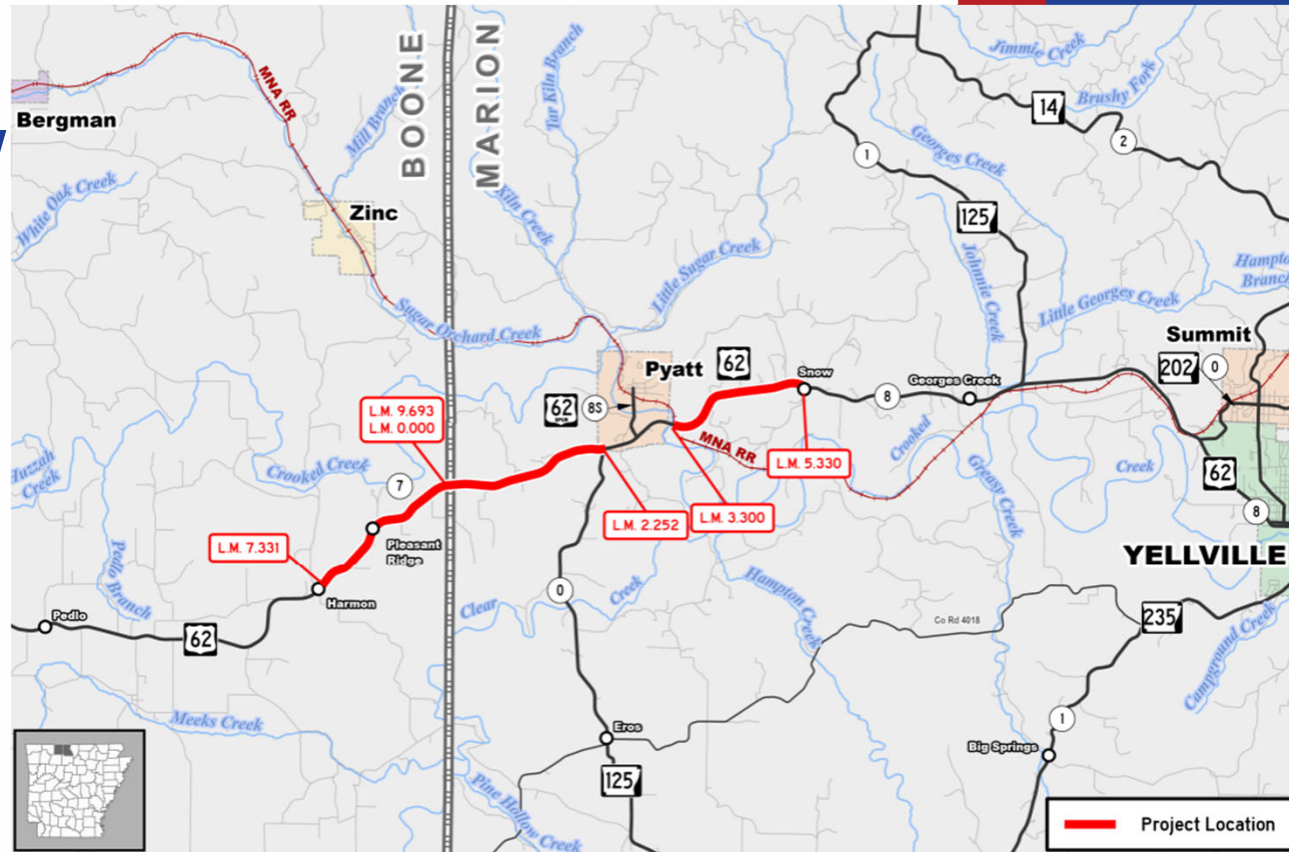 BOONE
MARION
MNA RR
Bergman
Mill Branch
Tar Kiln Branch
Jimmie Creek
Brushy Fork
14
2
1
Georges Creek
White Oak Creek
Zinc
Kiln Creek
125
Johnnie Creek
Little Sugar Creek
Hampton
Branch
Little Georges Creek
Sugar Orchard Creek
Summit
202
0
Pyatt
62
Snow
Georges Creek
8
62
8S
L.M. 9.693
L.M. 0.000
MNA RR
Crooked
Creek
Huzzah
Creek
Crooked Creek
7
L.M. 5.330
Greasy Creek
62
8
L.M. 2.252
L.M. 3.300
L.M. 7.331
Pleasant
Ridge
YELLVILLE
Pedlo Branch
Harmon
Hampton Creek
0
Clear
Creek
Pedlo
Co Rd 4018
235
62
Campground Creek
Meeks Creek
1
Eros
Big Springs
125
Pine Hollow Creek
Project Location